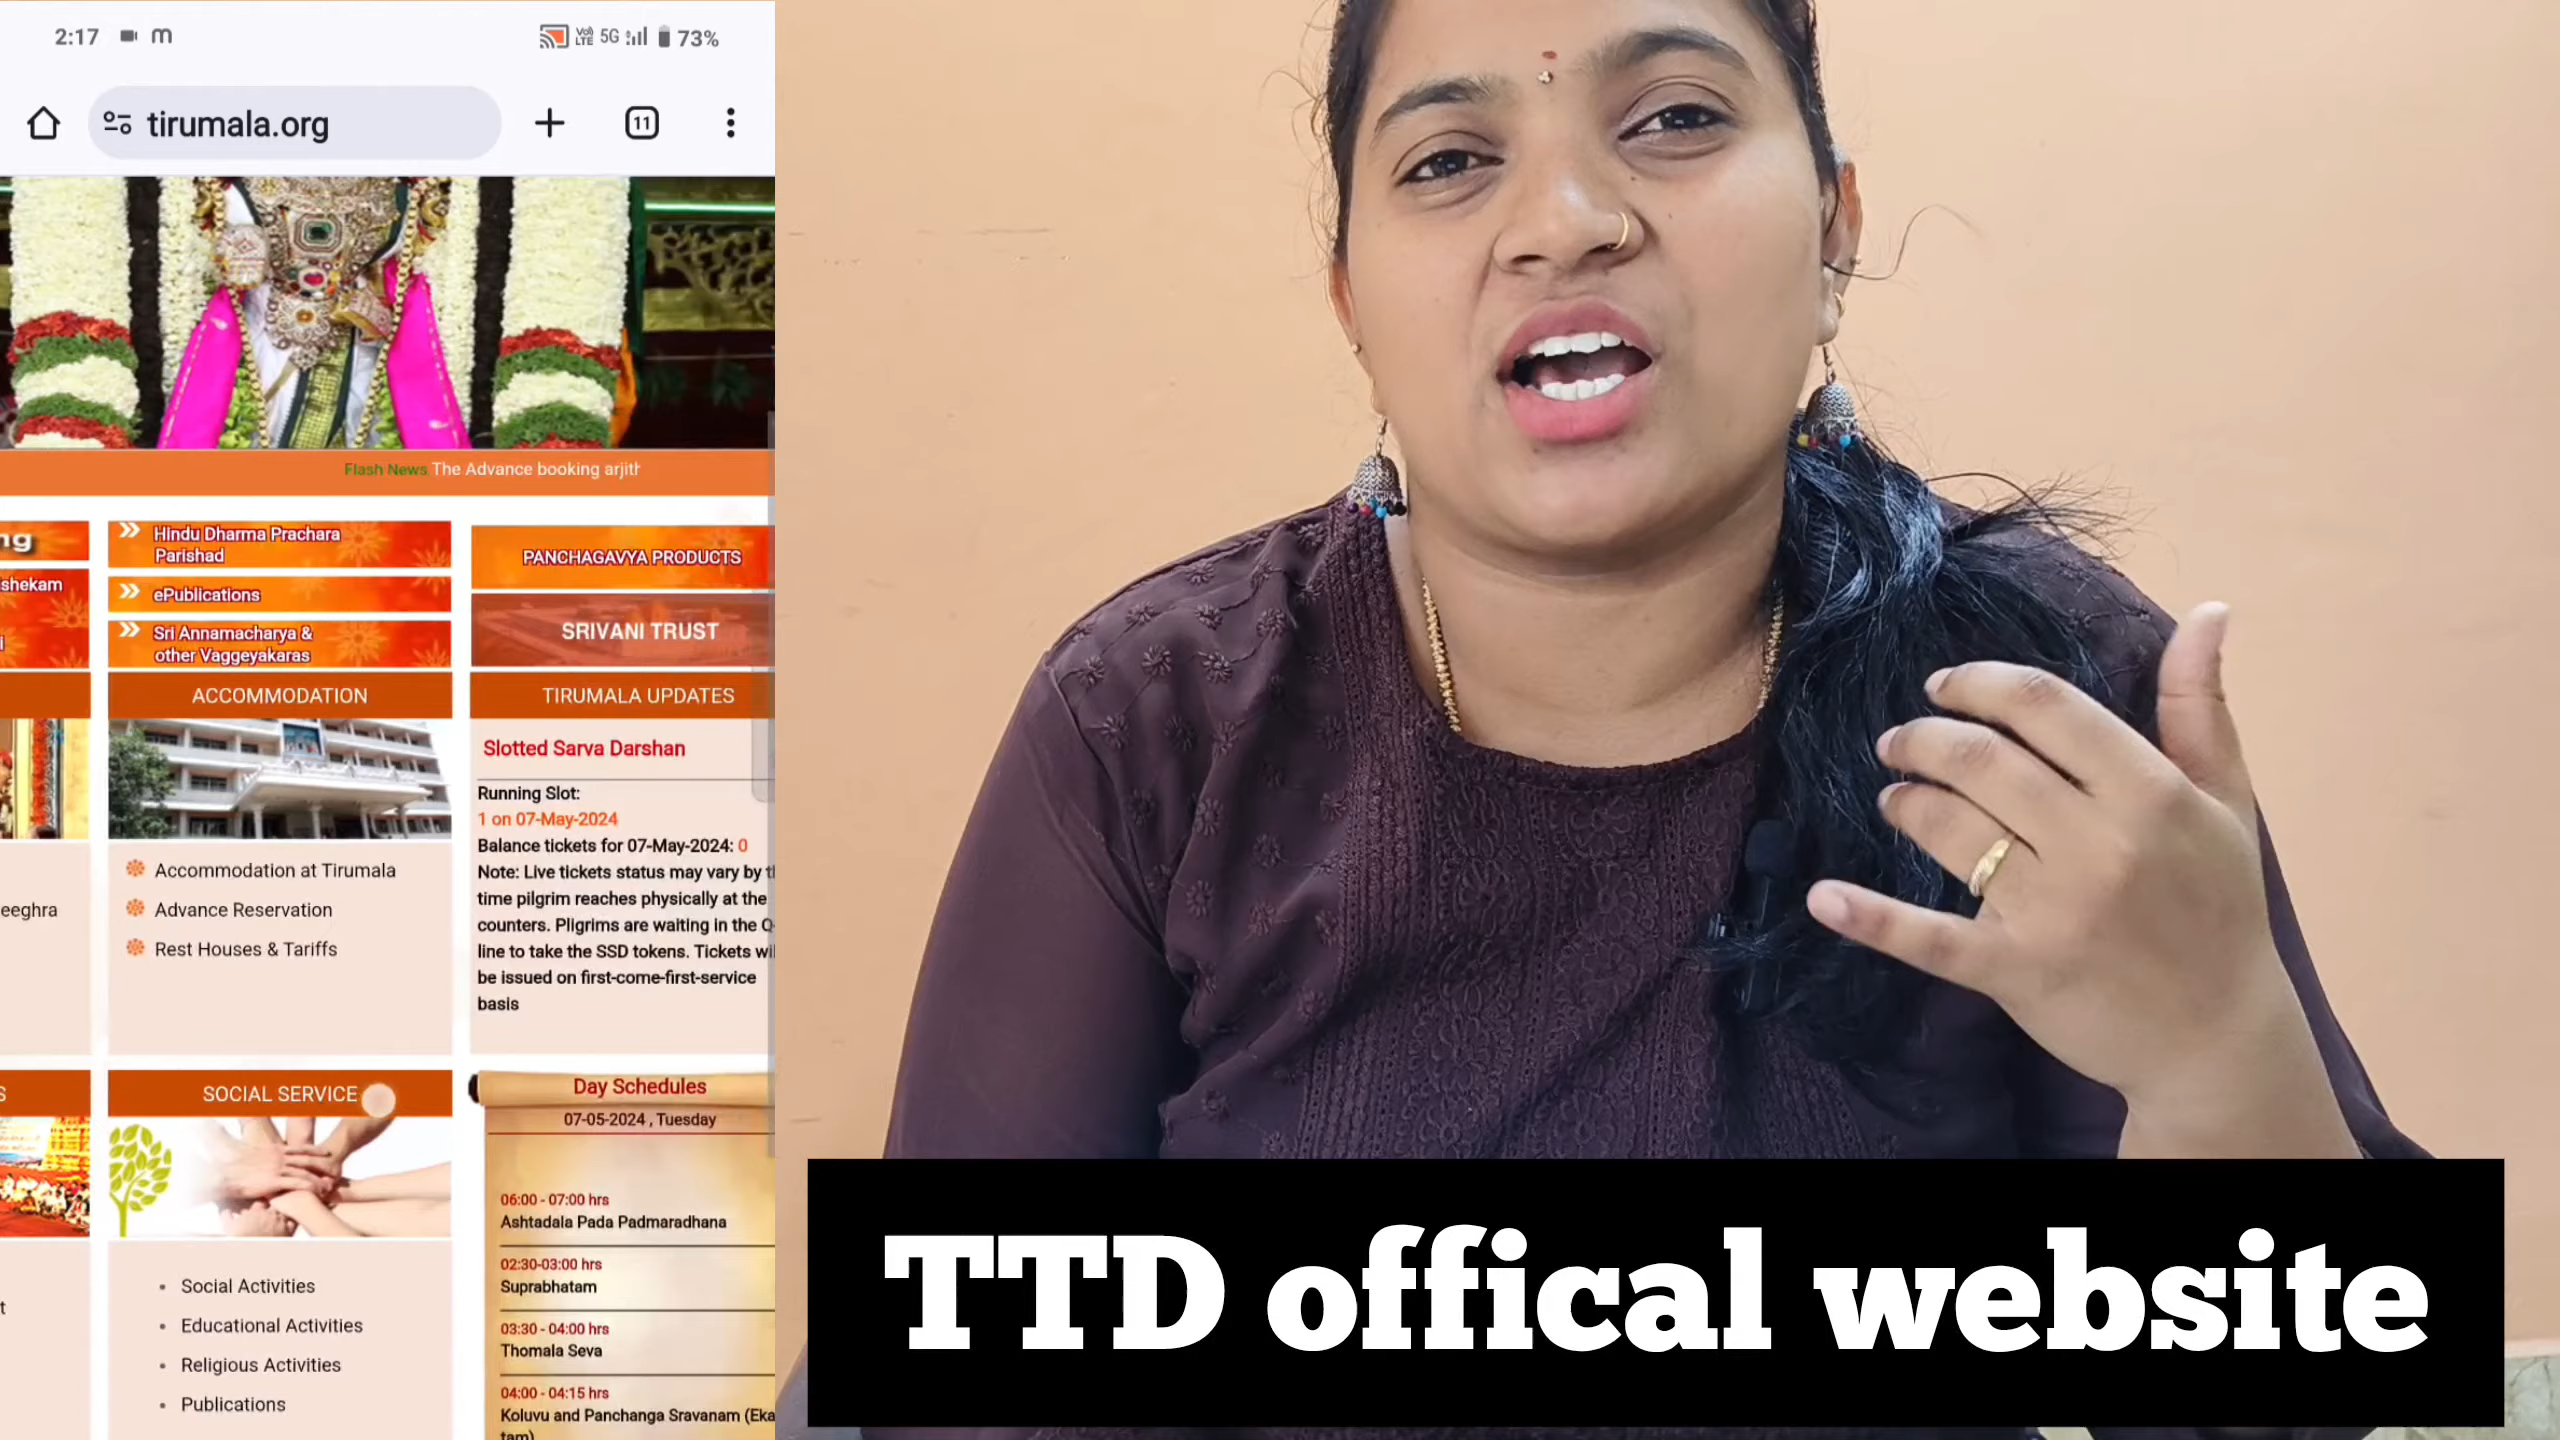 2:17 m VoLTE 5G 73%
tirumala.org
11
Flash News The Advance booking arjith
ng
shekam
i
eeghra
S
t
Hindu Dharma Prachara
Parishad
ePublications
Sri Annamacharya &
other Vaggeyakaras
ACCOMMODATION
Accommodation at Tirumala
Advance Reservation
Rest Houses & Tariffs
SOCIAL SERVICE
Social Activities
Educational Activities
Religious Activities
Publications
PANCHAGAVYA PRODUCTS
SRIVANI TRUST
TIRUMALA UPDATES
Slotted Sarva Darshan
Running Slot:
1 on 07-May-2024
Balance tickets for 07-May-2024: 0
Note: Live tickets status may vary by th
time pilgrim reaches physically at the
counters. Pilgrims are waiting in the Q-
line to take the SSD tokens. Tickets wil
be issued on first-come-first-service
basis
Day Schedules
07-05-2024 , Tuesday
06:00 - 07:00 hrs
Ashtadala Pada Padmaradhana
02:30-03:00 hrs
Suprabhatam
03:30 - 04:00 hrs
Thomala Seva
04:00 - 04:15 hrs
Koluvu and Panchanga Sravanam (Eka
tam)
TTD offical website